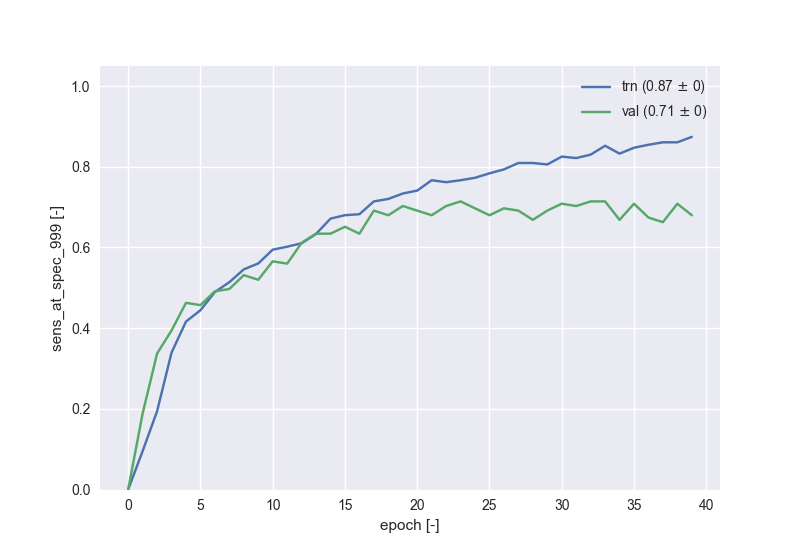 1.0
0.8
0.6
0.4
0.2
0.0
sens_at_spec_999 [-]
trn (0.87 ± 0)
val (0.71 ± 0)
0 5 10 15 20 25 30 35 40
epoch [-]